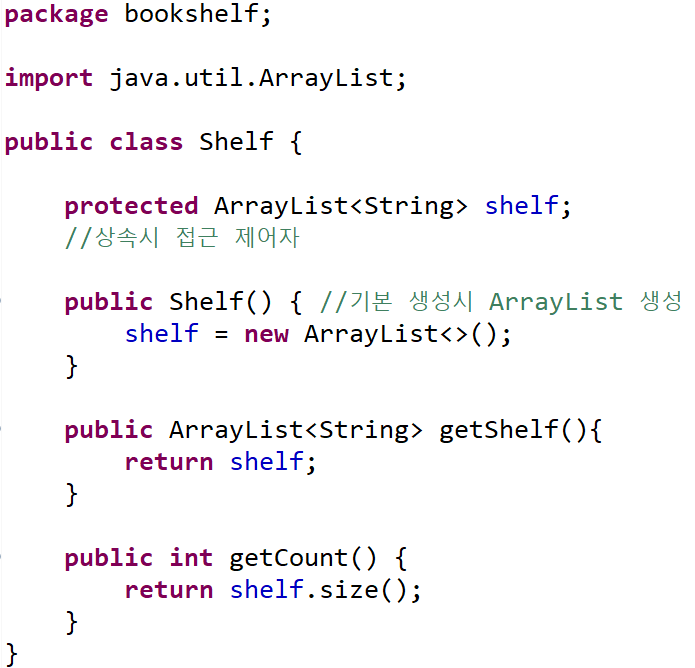 package bookshelf;
import java.util.ArrayList;
public class Shelf {
protected ArrayList<String> shelf;
//상속시 접근 제어자
public Shelf() { //기본 생성시 ArrayList 생성
shelf = new ArrayList<>();
}
public ArrayList<String> getShelf(){
return shelf;
}
public int getCount() {
return shelf.size();
}
}